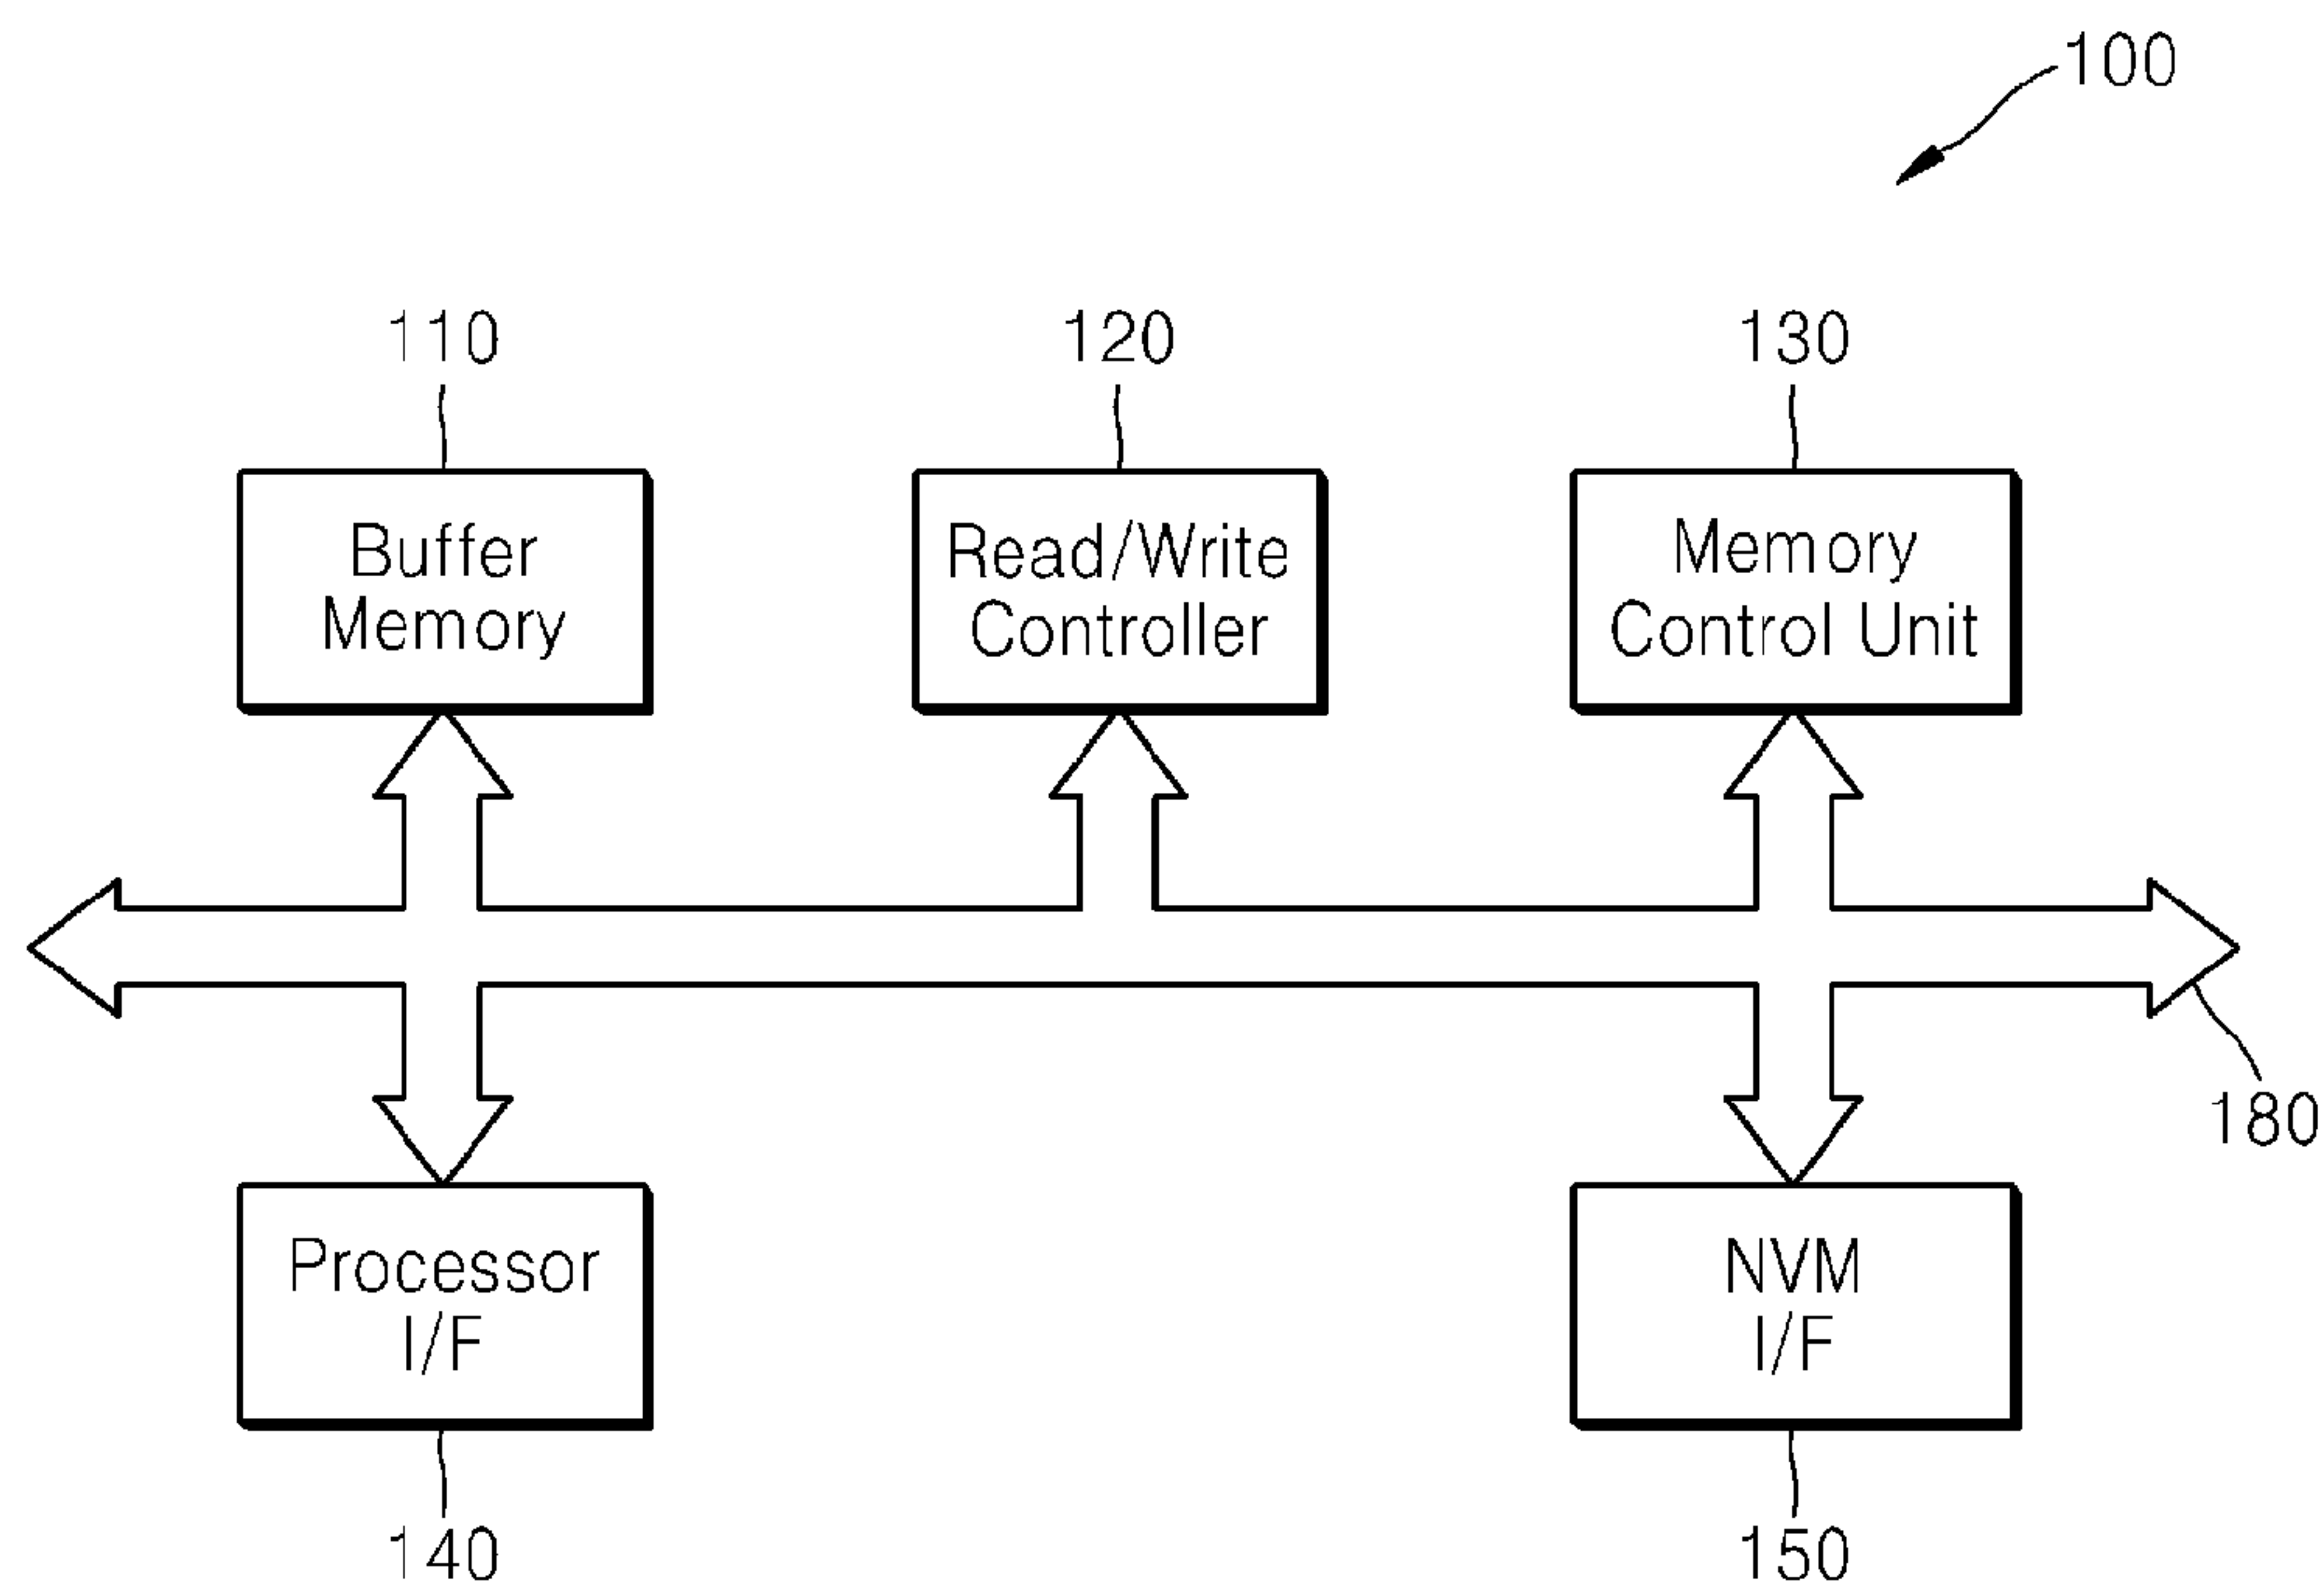 100
110
120
130
Buffer
Memory
Read/Write
Controller
Memory
Control Unit
180
Processor
I/F
NVM
I/F
140
150